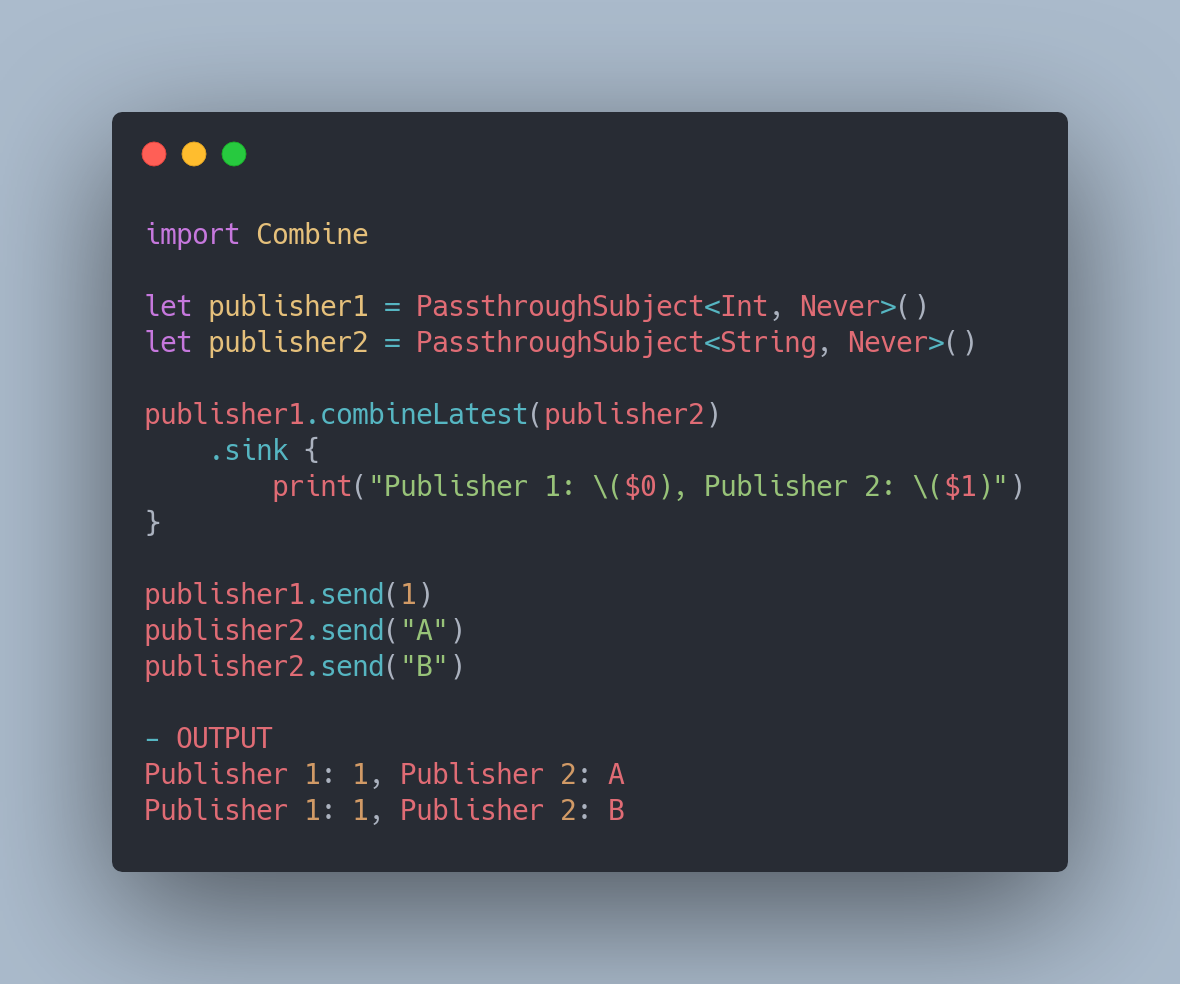 import Combine
let publisher1 = PassthroughSubject<Int, Never>()
let publisher2 = PassthroughSubject<String, Never>()
publisher1.combineLatest(publisher2)
    .sink {
        print("Publisher 1: \($0), Publisher 2: \($1)")
}
publisher1.send(1)
publisher2.send("A")
publisher2.send("B")
- OUTPUT
Publisher 1: 1, Publisher 2: A
Publisher 1: 1, Publisher 2: B